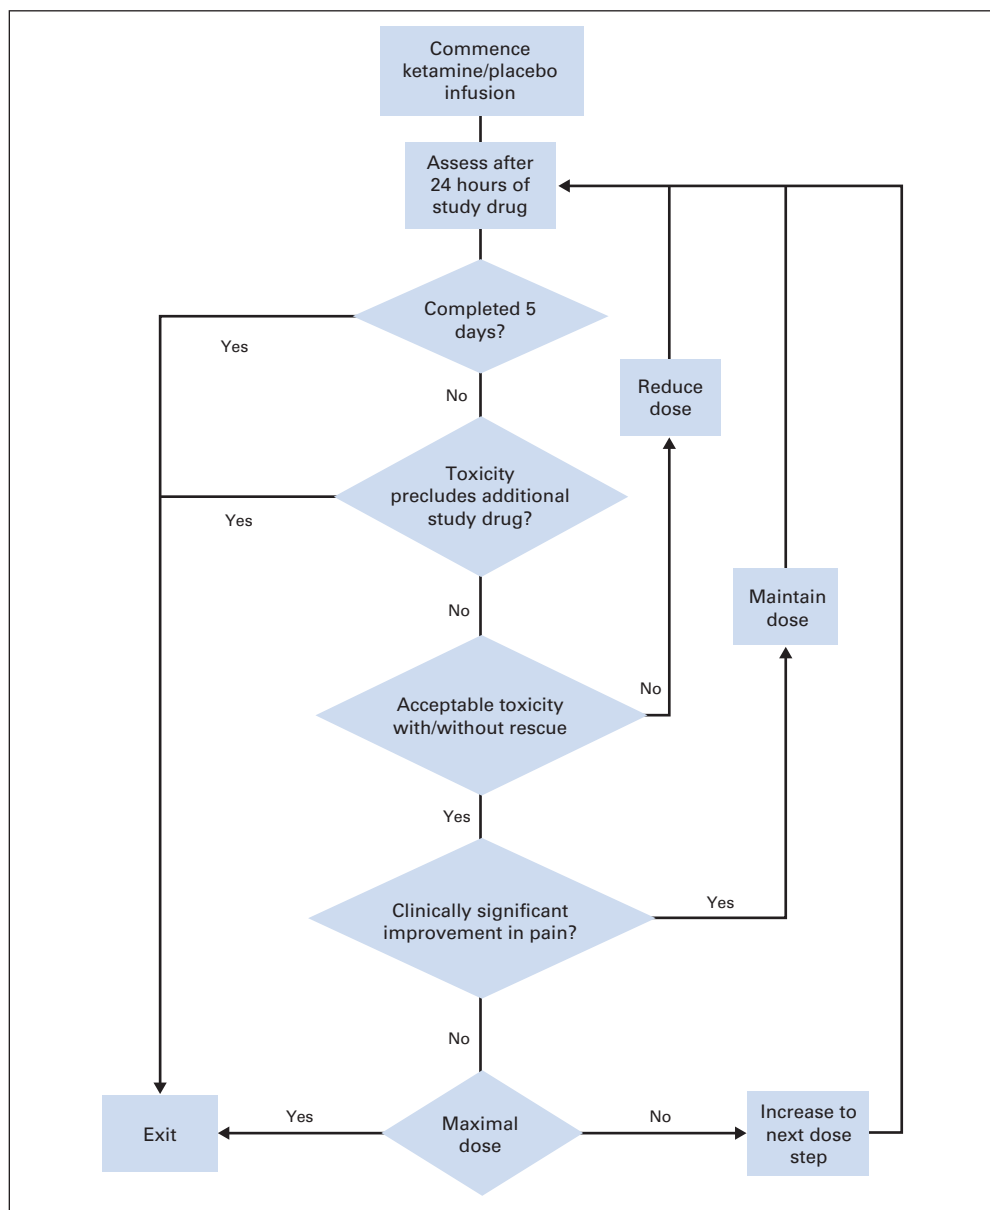 Commence
ketamine/placebo
infusion
Assess after
24 hours of
study drug
Completed 5
days?
Yes
No
Reduce
dose
Toxicity
precludes additional
study drug?
Yes
No
Maintain
dose
Acceptable toxicity
with/without rescue
No
Yes
Clinically significant
improvement in pain?
Yes
No
Exit
Yes
Maximal
dose
No
Increase to
next dose
step